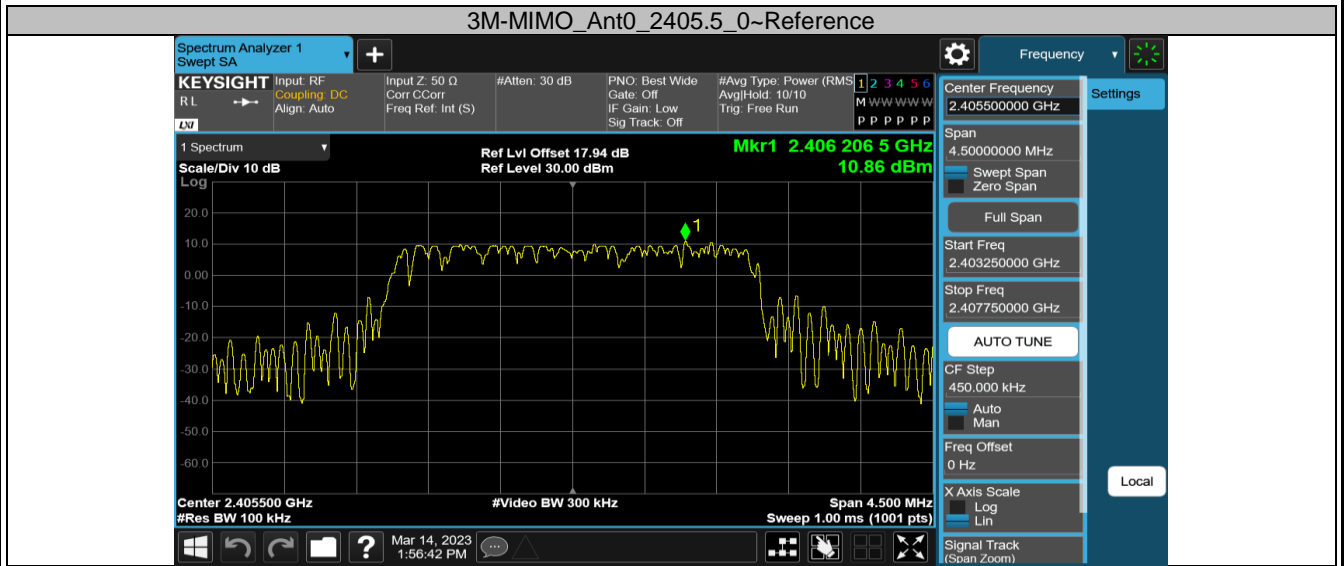 3M-MIMO_Ant0_2405.5_0~Reference
Spectrum Analyzer 1
Swept SA
+
Frequency
KEYSIGHT
RL
LXI
Input: RF
Coupling: DC
Align: Auto
Input Z: 50 Ω
Corr CCorr
Freq Ref: Int (S)
#Atten: 30 dB
PNO: Best Wide
Gate: Off
IF Gain: Low
Sig Track: Off
#Avg Type: Power (RMS
Avg|Hold: 10/10
Trig: Free Run
1 2 3 4 5 6
M W W W W W
P P P P P P
1 Spectrum
Scale/Div 10 dB
Log
Ref Lvl Offset 17.94 dB
Ref Level 30.00 dBm
Mkr1 2.406 206 5 GHz
10.86 dBm
1
20.0
10.0
0.00
-10.0
-20.0
-30.0
-40.0
-50.0
-60.0
Center 2.405500 GHz
#Video BW 300 kHz
Span 4.500 MHz
#Res BW 100 kHz
Sweep 1.00 ms (1001 pts)
Mar 14, 2023
1:56:42 PM
?
Center Frequency
2.405500000 GHz
Settings
Span
4.50000000 MHz
Swept Span
Zero Span
Full Span
Start Freq
2.403250000 GHz
Stop Freq
2.407750000 GHz
AUTO TUNE
CF Step
450.000 kHz
Auto
Man
Freq Offset
0 Hz
Local
X Axis Scale
Log
Lin
Signal Track
(Span Zoom)